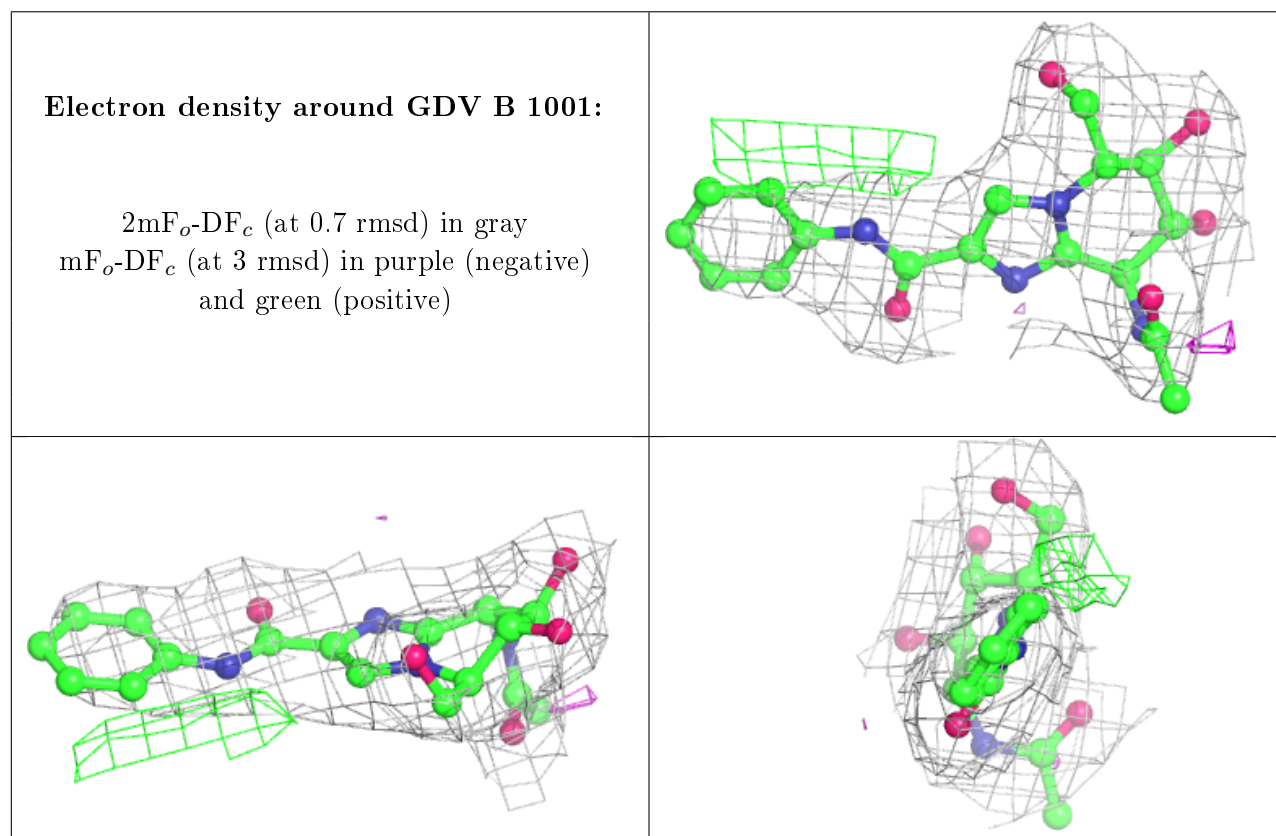 Electron density around GDV B 1001:
2mFo-DFc (at 0.7 rmsd) in gray
mFo-DFc (at 3 rmsd) in purple (negative)
and green (positive)